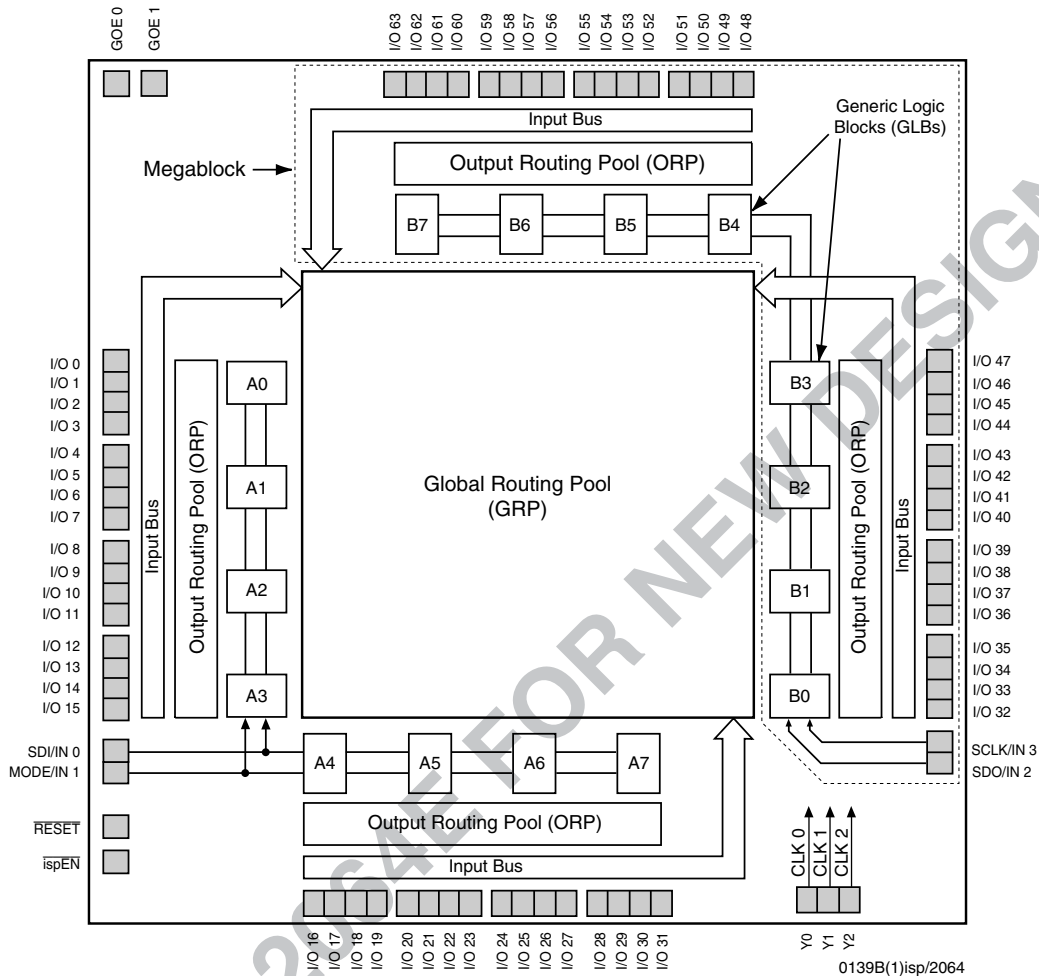 GOE 0
GOE 1
I/O 63
I/O 62
I/O 61
I/O 60
I/O 59
I/O 58
I/O 57
I/O 56
I/O 55
I/O 54
I/O 53
I/O 52
I/O 51
I/O 50
I/O 49
I/O 48
Input Bus
Generic Logic
Blocks (GLBs)
Megablock
Output Routing Pool (ORP)
B7
B6
B5
B4
I/O 0
I/O 1
I/O 2
I/O 3
I/O 4
I/O 5
I/O 6
I/O 7
I/O 8
I/O 9
I/O 10
I/O 11
I/O 12
I/O 13
I/O 14
I/O 15
Input Bus
Output Routing Pool (ORP)
A0
A1
A2
A3
Global Routing Pool
(GRP)
B3
B2
B1
B0
Output Routing Pool (ORP)
Input Bus
I/O 47
I/O 46
I/O 45
I/O 44
I/O 43
I/O 42
I/O 41
I/O 40
I/O 39
I/O 38
I/O 37
I/O 36
I/O 35
I/O 34
I/O 33
I/O 32
SDI/IN 0
MODE/IN 1
A4
A5
A6
A7
SCLK/IN 3
SDO/IN 2
RESET
ispEN
Output Routing Pool (ORP)
Input Bus
CLK 0
CLK 1
CLK 2
I/O 16
I/O 17
I/O 18
I/O 19
I/O 20
I/O 21
I/O 22
I/O 23
I/O 24
I/O 25
I/O 26
I/O 27
I/O 28
I/O 29
I/O 30
I/O 31
Y0
Y1
Y2
0139B(1)isp/2064
2064E FOR NEW DESIGN